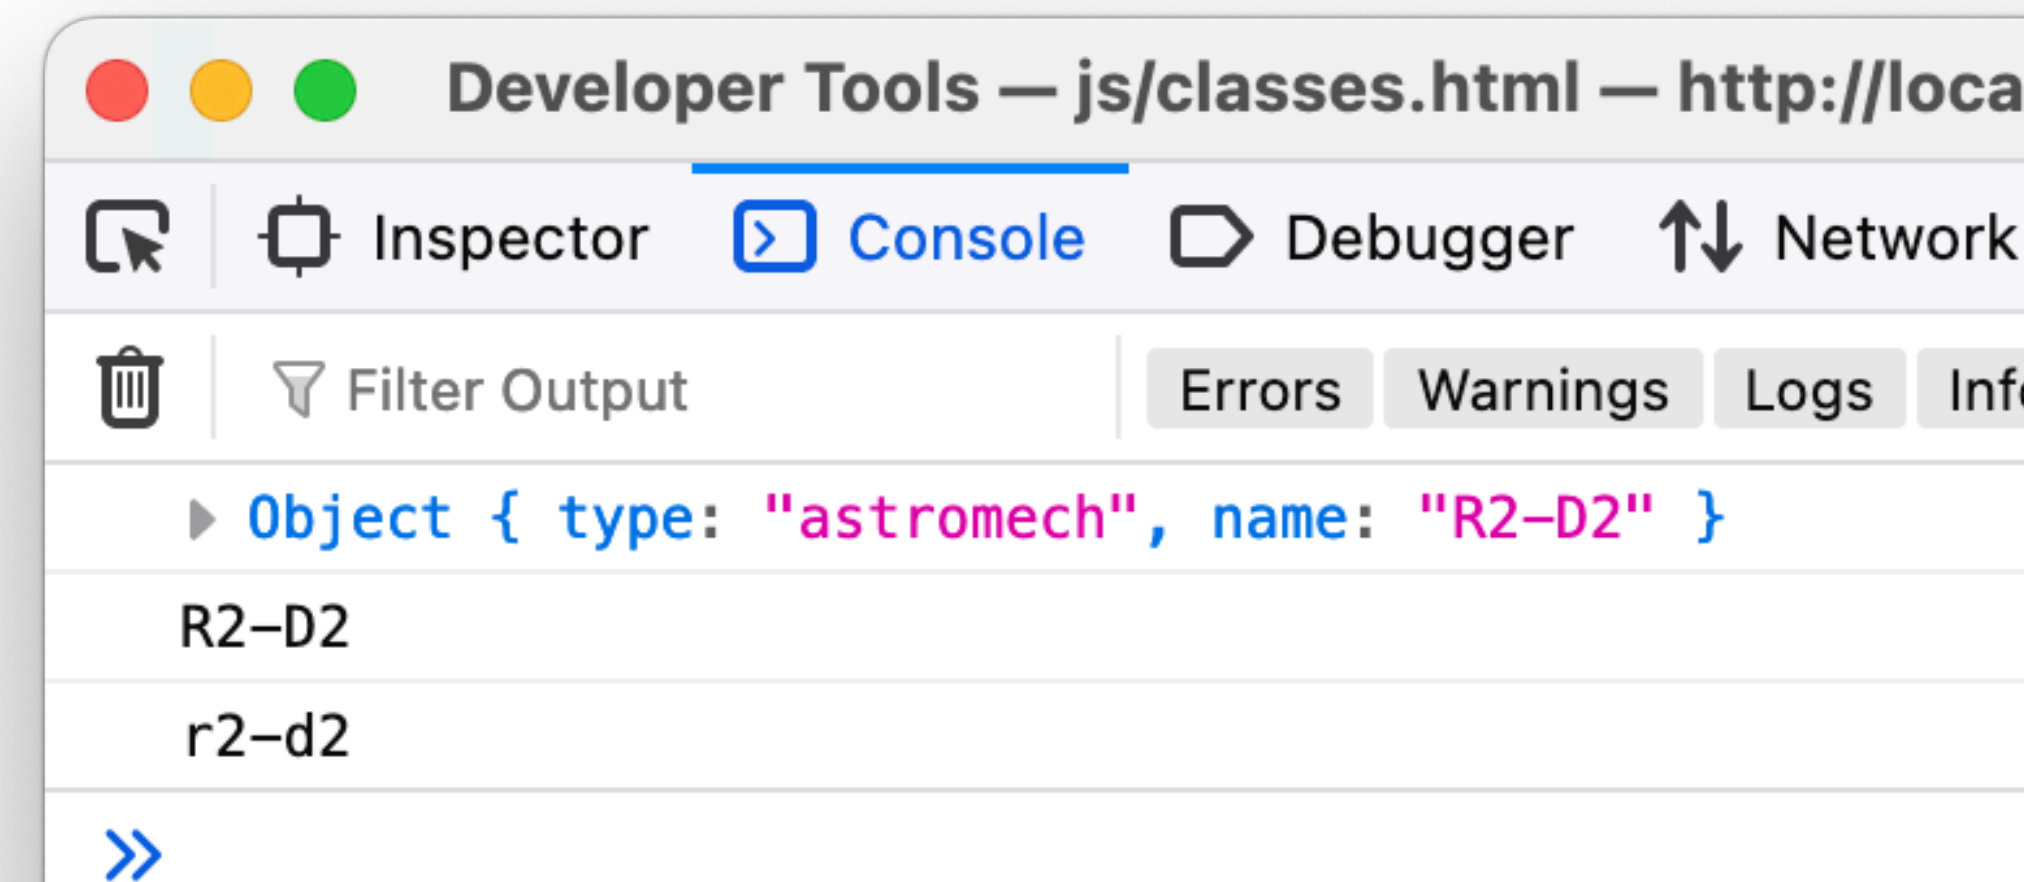 Developer Tools — js/classes.html — http://loca
Inspector Console Debugger Network
Filter Output Errors Warnings Logs Inf
Object { type: "astromech", name: "R2-D2" }
R2-D2
r2-d2